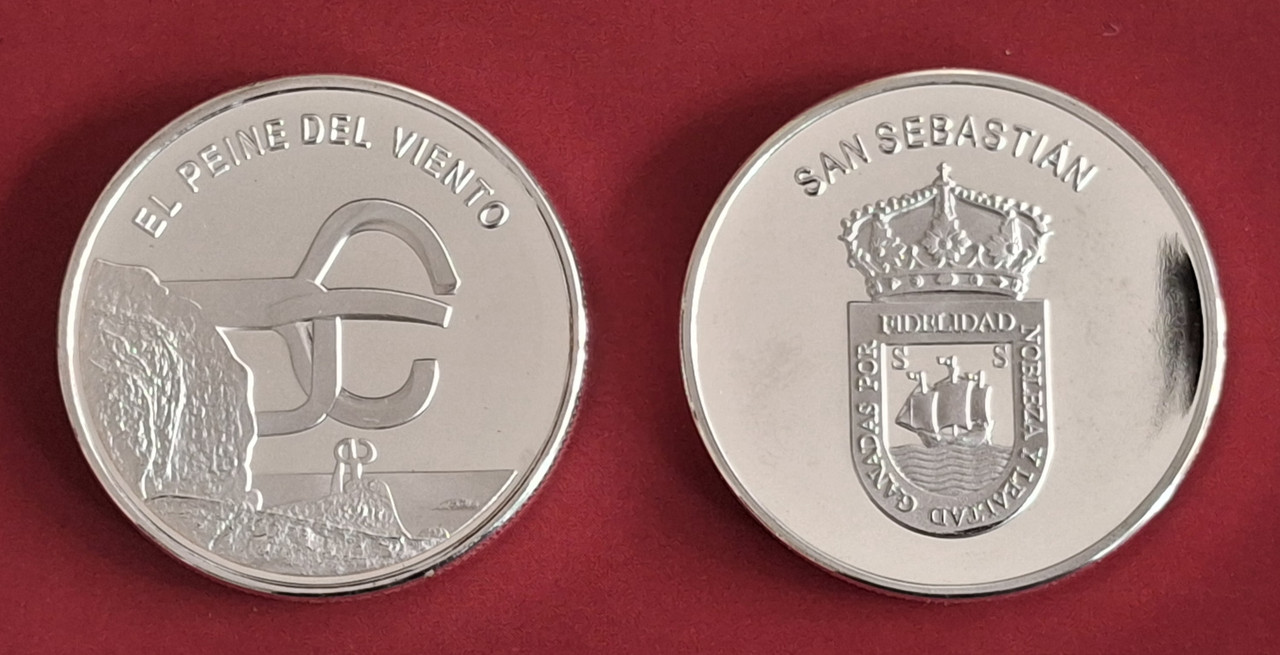 EL PEINE DEL VIENTO
SAN SEBASTIÁN
FIDELIDAD
S S
GANADAS POR
NOBLEZA Y LEALTAD